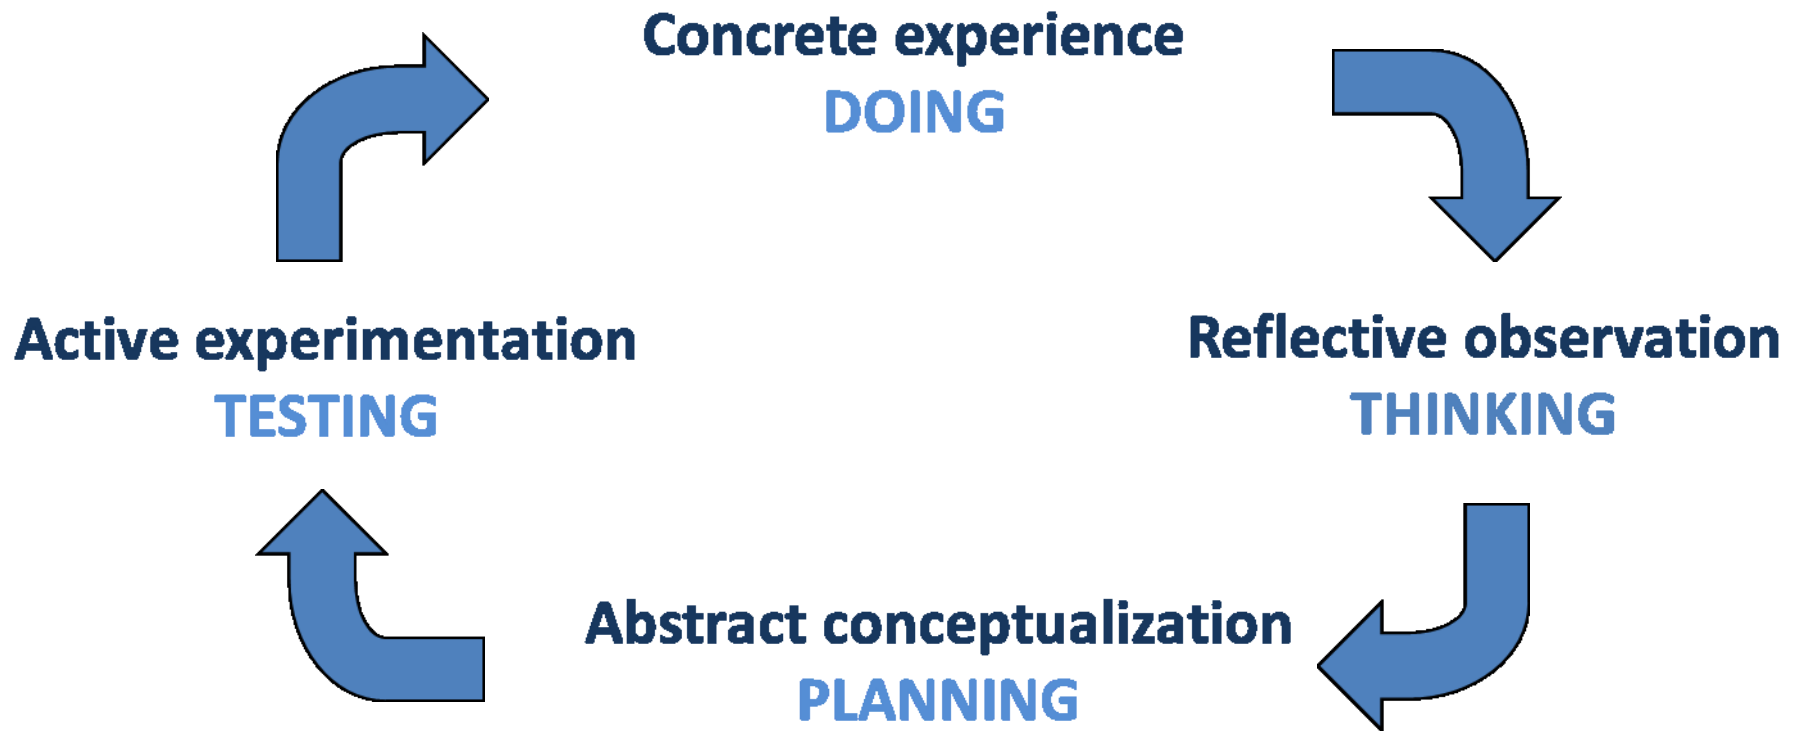 Concrete experience
DOING
Active experimentation
TESTING
Reflective observation
THINKING
Abstract conceptualization
PLANNING